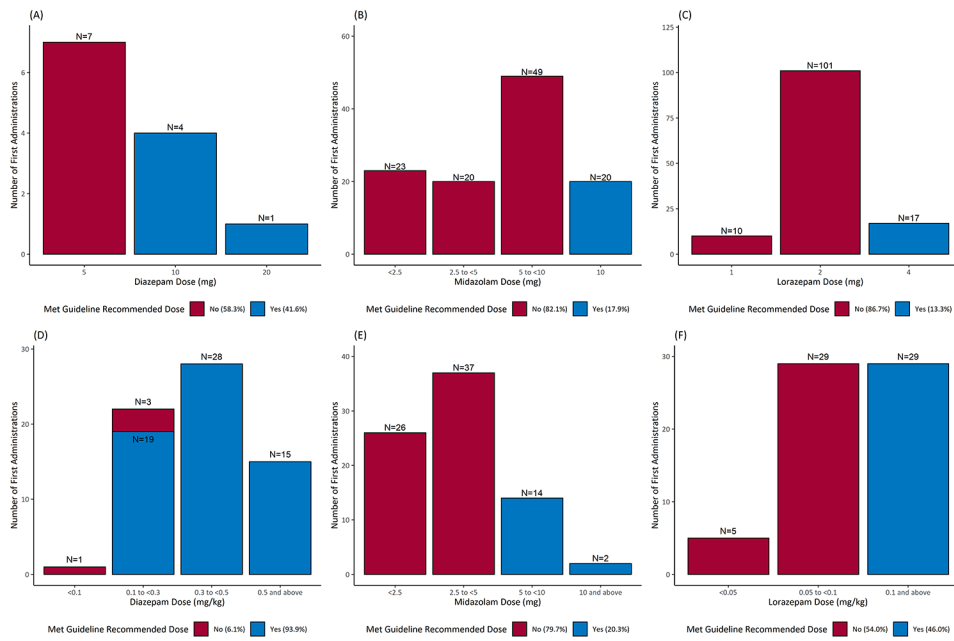 (A)
Number of First Administrations
6
4
2
0
N=7
N=4
N=1
5 10 20
Diazepam Dose (mg)
Met Guideline Recommended Dose No (58.3%) Yes (41.6%)
(B)
Number of First Administrations
60
40
20
0
N=23
N=20
N=49
N=20
<2.5 2.5 to <5 5 to <10 10
Midazolam Dose (mg)
Met Guideline Recommended Dose No (82.1%) Yes (17.9%)
(C)
Number of First Administrations
125
100
75
50
25
0
N=10
N=101
N=17
1 2 4
Lorazepam Dose (mg)
Met Guideline Recommended Dose No (86.7%) Yes (13.3%)
(D)
Number of First Administrations
30
20
10
0
N=1
N=3
N=19
N=28
N=15
<0.1 0.1 to <0.3 0.3 to <0.5 0.5 and above
Diazepam Dose (mg/kg)
Met Guideline Recommended Dose No (6.1%) Yes (93.9%)
(E)
Number of First Administrations
40
30
20
10
0
N=26
N=37
N=14
N=2
<2.5 2.5 to <5 5 to <10 10 and above
Midazolam Dose (mg)
Met Guideline Recommended Dose No (79.7%) Yes (20.3%)
(F)
Number of First Administrations
30
20
10
0
N=5
N=29
N=29
<0.05 0.05 to <0.1 0.1 and above
Lorazepam Dose (mg/kg)
Met Guideline Recommended Dose No (54.0%) Yes (46.0%)